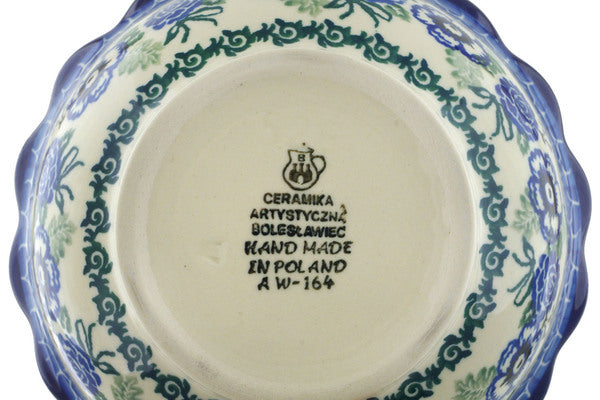 B
CERAMIKA
ARTYSTYCZNA
BOLESŁAWIEC
HAND MADE
IN POLAND
A W-164